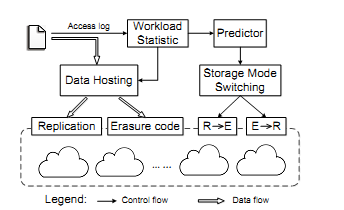 Access log
Workload
Statistic
Predictor
Data Hosting
Storage Mode
Switching
Replication
Erasure code
R→E
E→R
... ...
Legend:
Control flow
Data flow